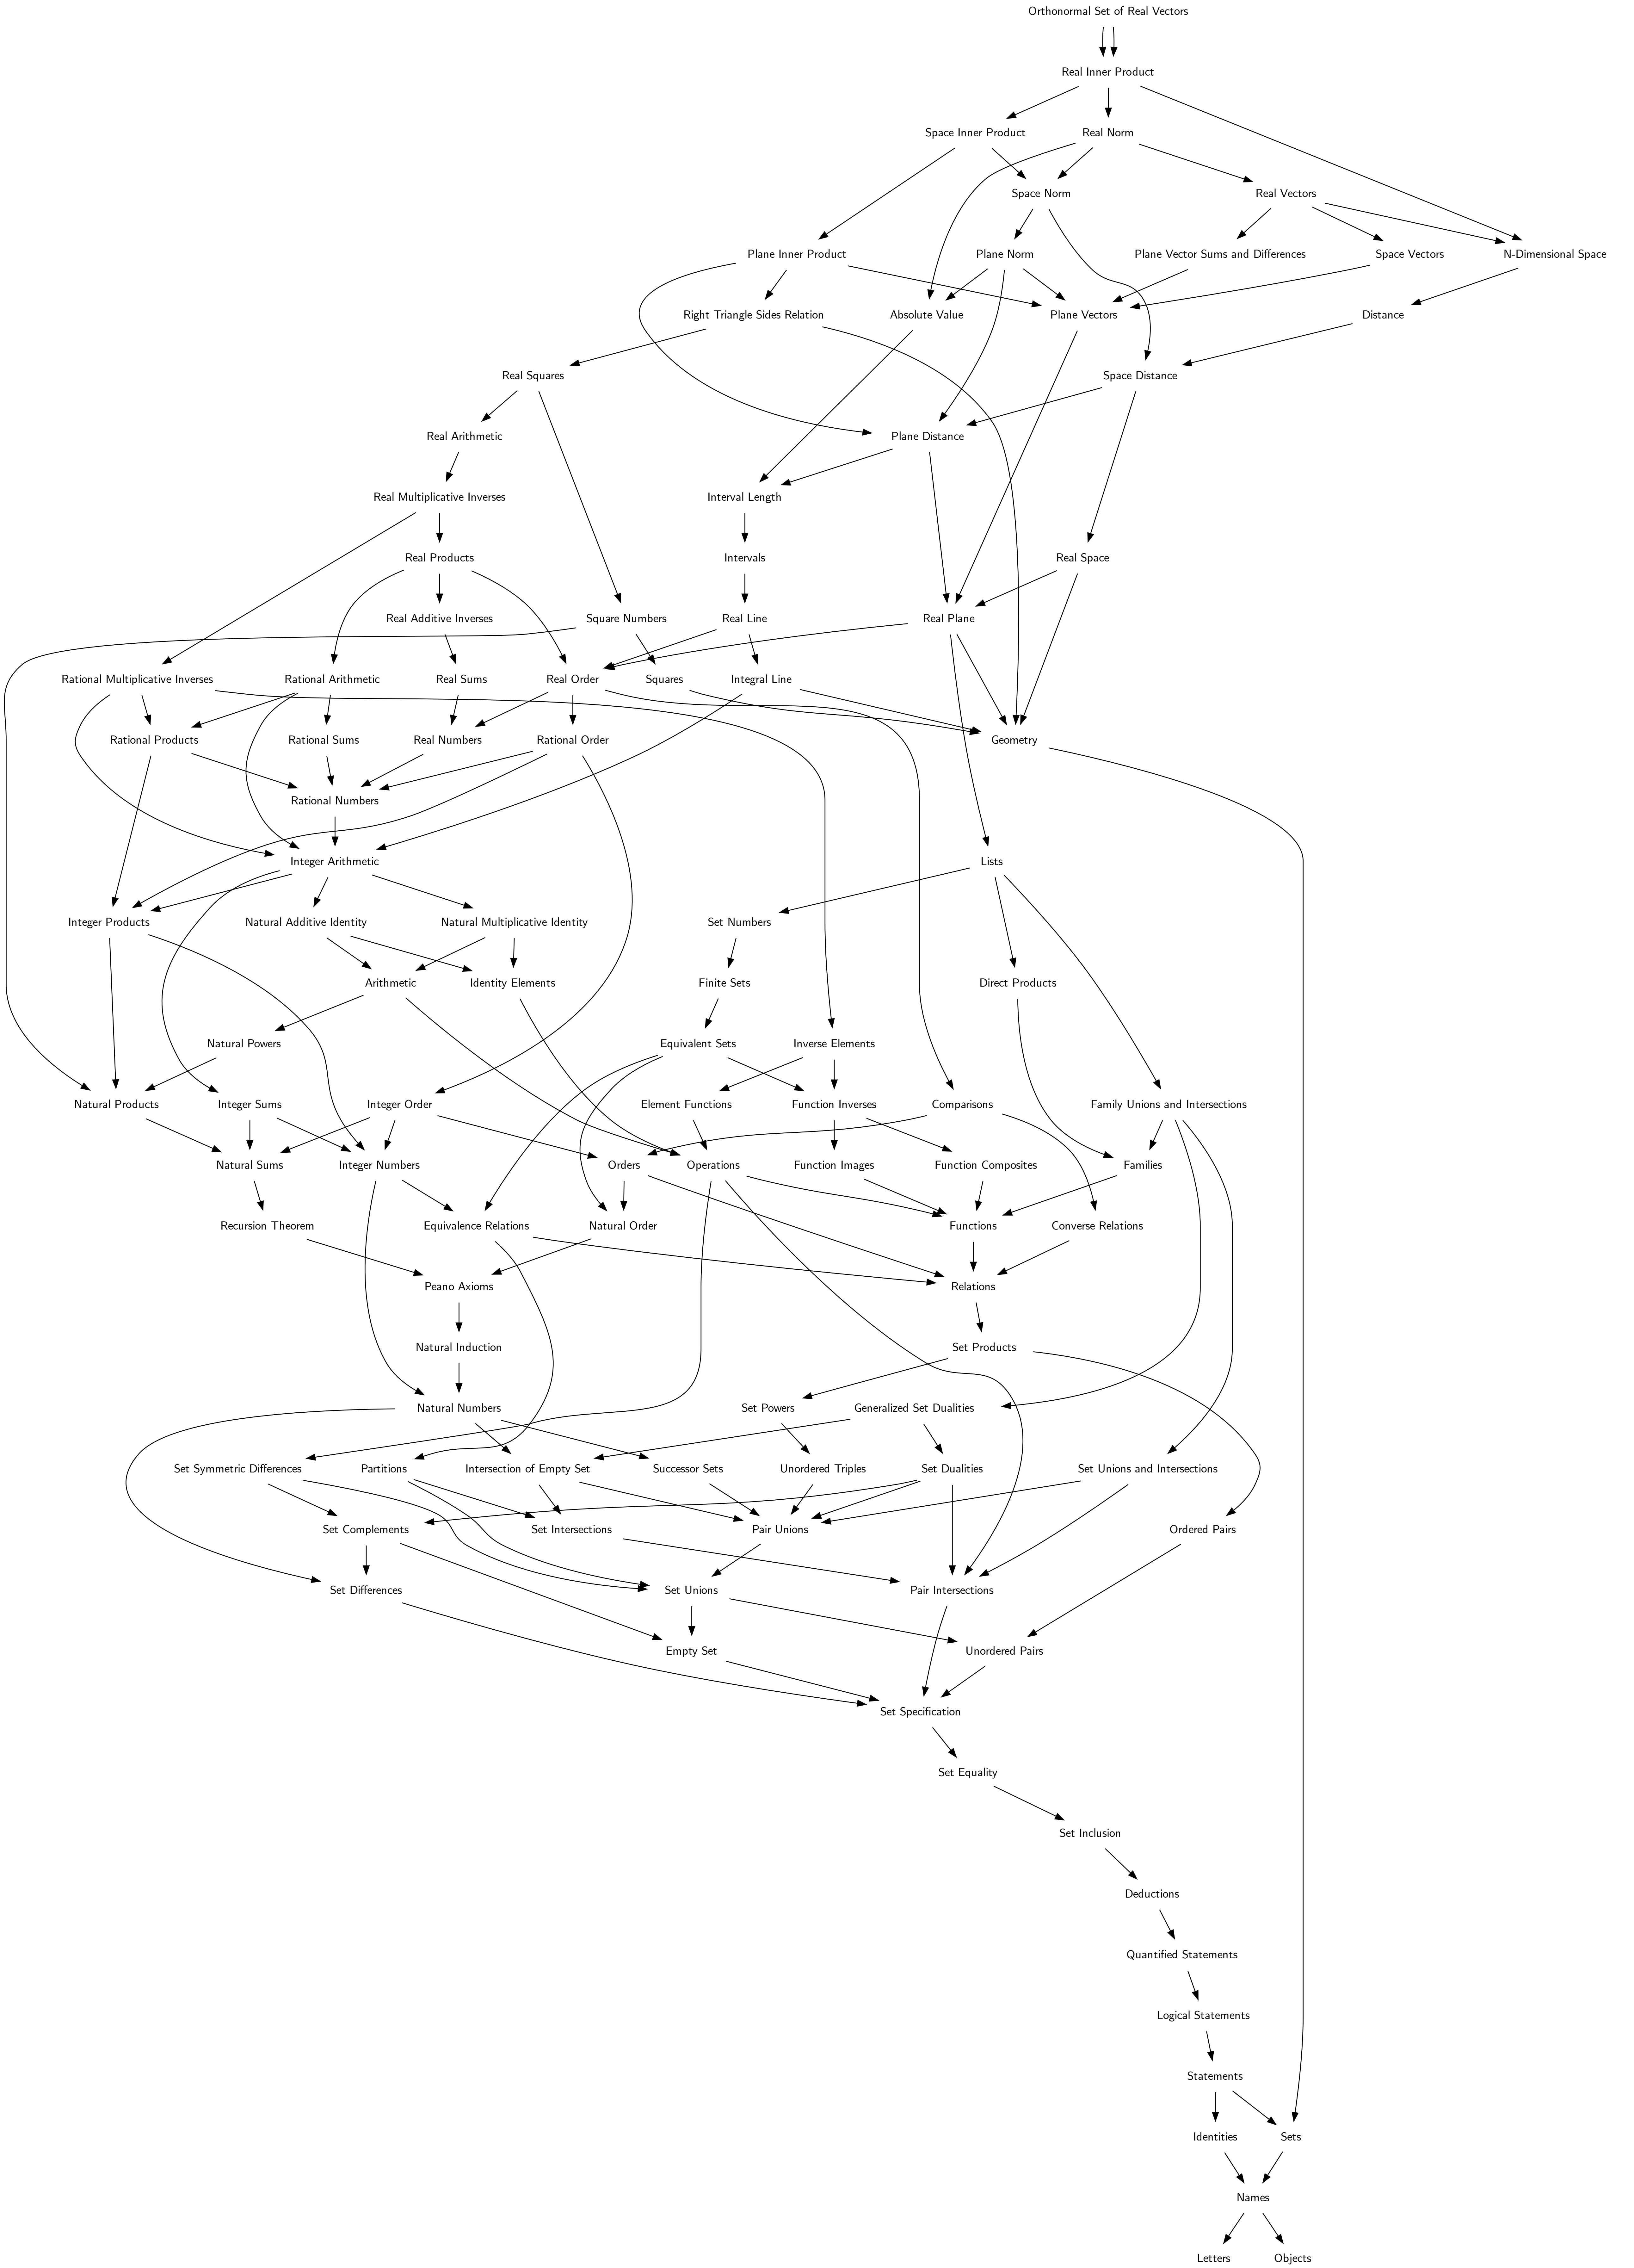 Orthonormal Set of Real Vectors
Real Inner Product
Space Inner Product
Real Norm
Space Norm
Real Vectors
Plane Inner Product
Plane Norm
Plane Vector Sums and Differences
Space Vectors
N-Dimensional Space
Right Triangle Sides Relation
Absolute Value
Plane Vectors
Distance
Real Squares
Space Distance
Real Arithmetic
Plane Distance
Real Multiplicative Inverses
Interval Length
Real Products
Intervals
Real Space
Real Additive Inverses
Square Numbers
Real Line
Real Plane
Rational Multiplicative Inverses
Rational Arithmetic
Real Sums
Real Order
Squares
Integral Line
Rational Products
Rational Sums
Real Numbers
Rational Order
Geometry
Rational Numbers
Integer Arithmetic
Lists
Integer Products
Natural Additive Identity
Natural Multiplicative Identity
Set Numbers
Arithmetic
Identity Elements
Finite Sets
Direct Products
Natural Powers
Equivalent Sets
Inverse Elements
Natural Products
Integer Sums
Integer Order
Element Functions
Function Inverses
Comparisons
Family Unions and Intersections
Natural Sums
Integer Numbers
Orders
Operations
Function Images
Function Composites
Families
Recursion Theorem
Equivalence Relations
Natural Order
Functions
Converse Relations
Peano Axioms
Relations
Natural Induction
Set Products
Natural Numbers
Set Powers
Generalized Set Dualities
Set Symmetric Differences
Partitions
Intersection of Empty Set
Successor Sets
Unordered Triples
Set Dualities
Set Unions and Intersections
Set Complements
Set Intersections
Pair Unions
Ordered Pairs
Set Differences
Set Unions
Pair Intersections
Empty Set
Unordered Pairs
Set Specification
Set Equality
Set Inclusion
Deductions
Quantified Statements
Logical Statements
Statements
Identities
Sets
Names
Letters
Objects